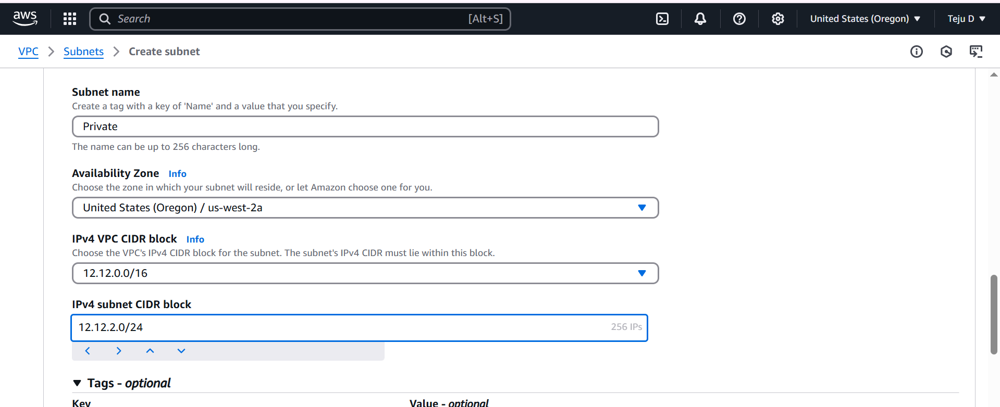 aws Search [Alt+S] United States (Oregon) Teju D
VPC Subnets Create subnet
Subnet name
Create a tag with a key of 'Name' and a value that you specify.
Private
The name can be up to 256 characters long.
Availability Zone Info
Choose the zone in which your subnet will reside, or let Amazon choose one for you.
United States (Oregon) / us-west-2a
IPv4 VPC CIDR block Info
Choose the VPC's IPv4 CIDR block for the subnet. The subnet's IPv4 CIDR must lie within this block.
12.12.0.0/16
IPv4 subnet CIDR block
12.12.2.0/24 256 IPs
Tags - optional
Key Value - optional